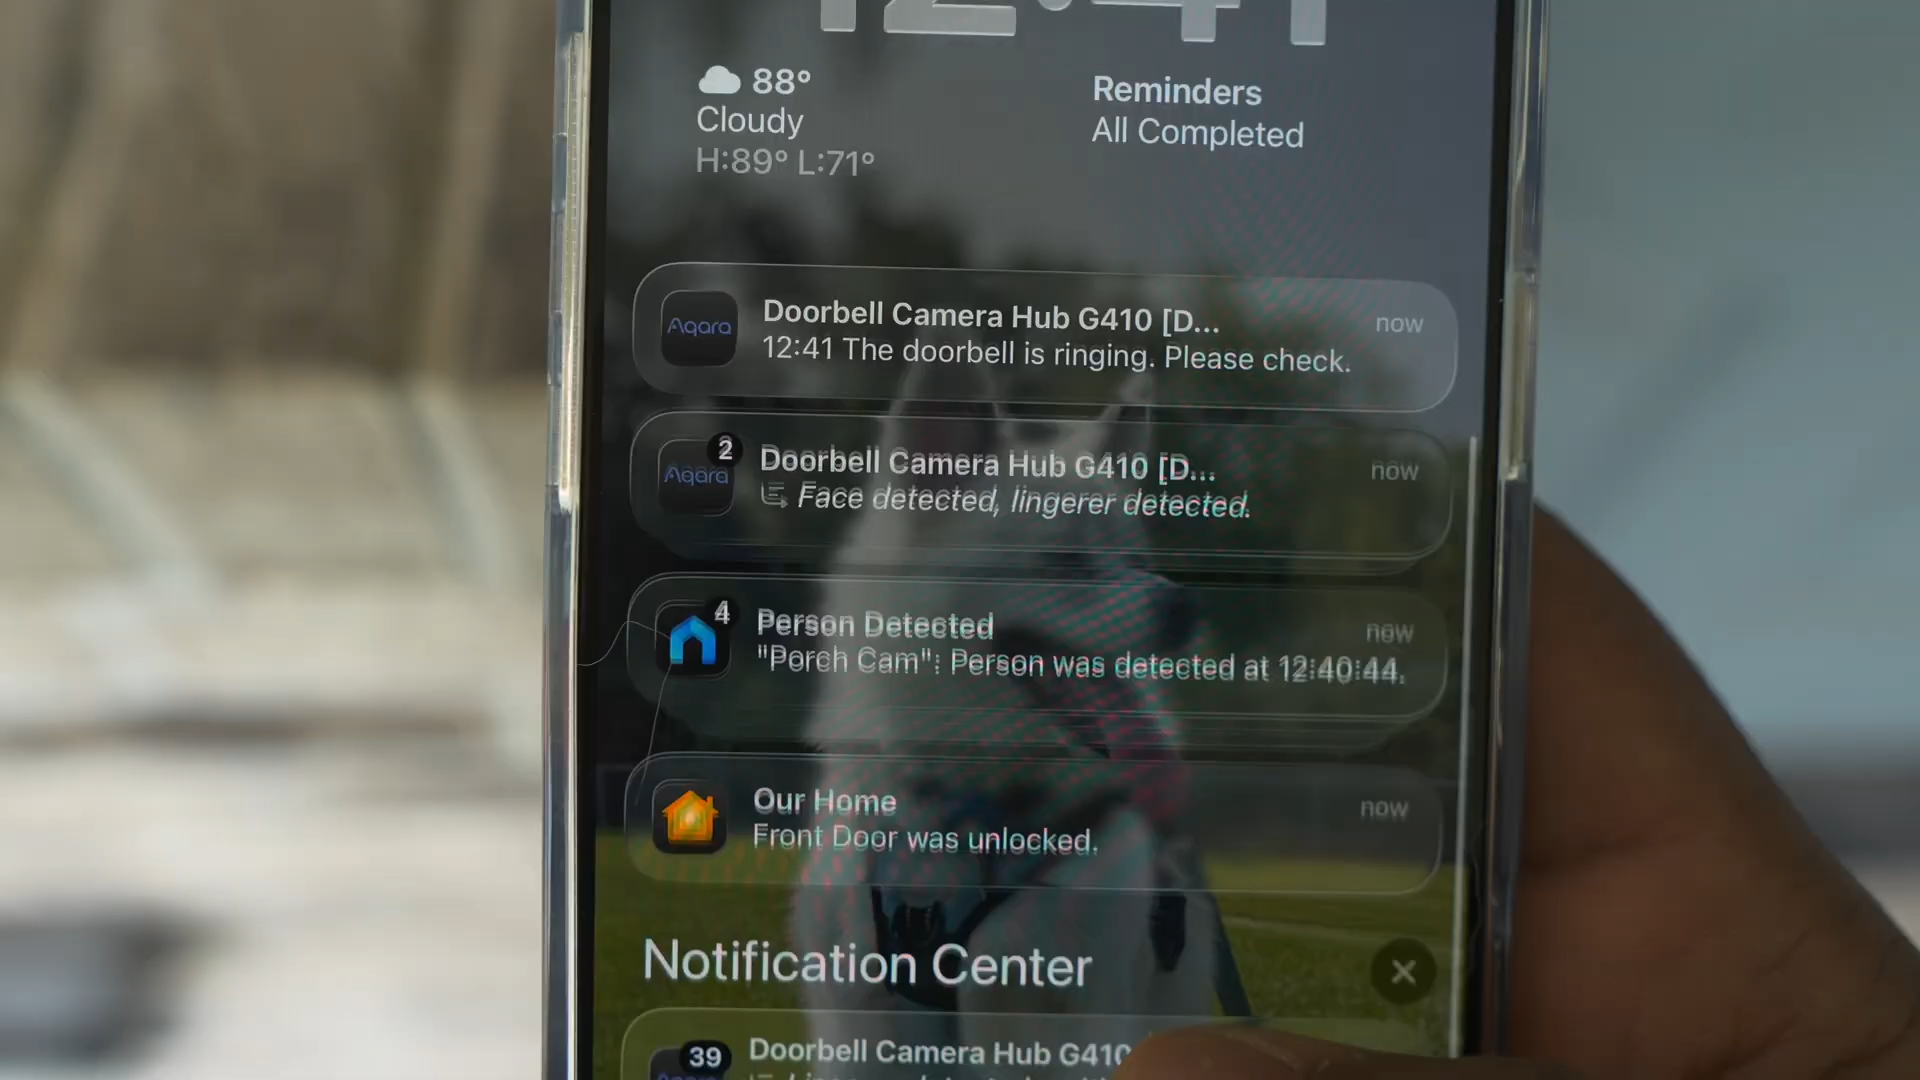 12:41
88°
Cloudy
H:89° L:71°
Reminders
All Completed
Aqara
Doorbell Camera Hub G410 [D...
now
12:41 The doorbell is ringing. Please check.
2
Aqara
Doorbell Camera Hub G410 [D...
now
Face detected, lingerer detected.
4
Person Detected
now
"Porch Cam": Person was detected at 12:40:44.
Our Home
now
Front Door was unlocked.
Notification Center
39
Doorbell Camera Hub G410